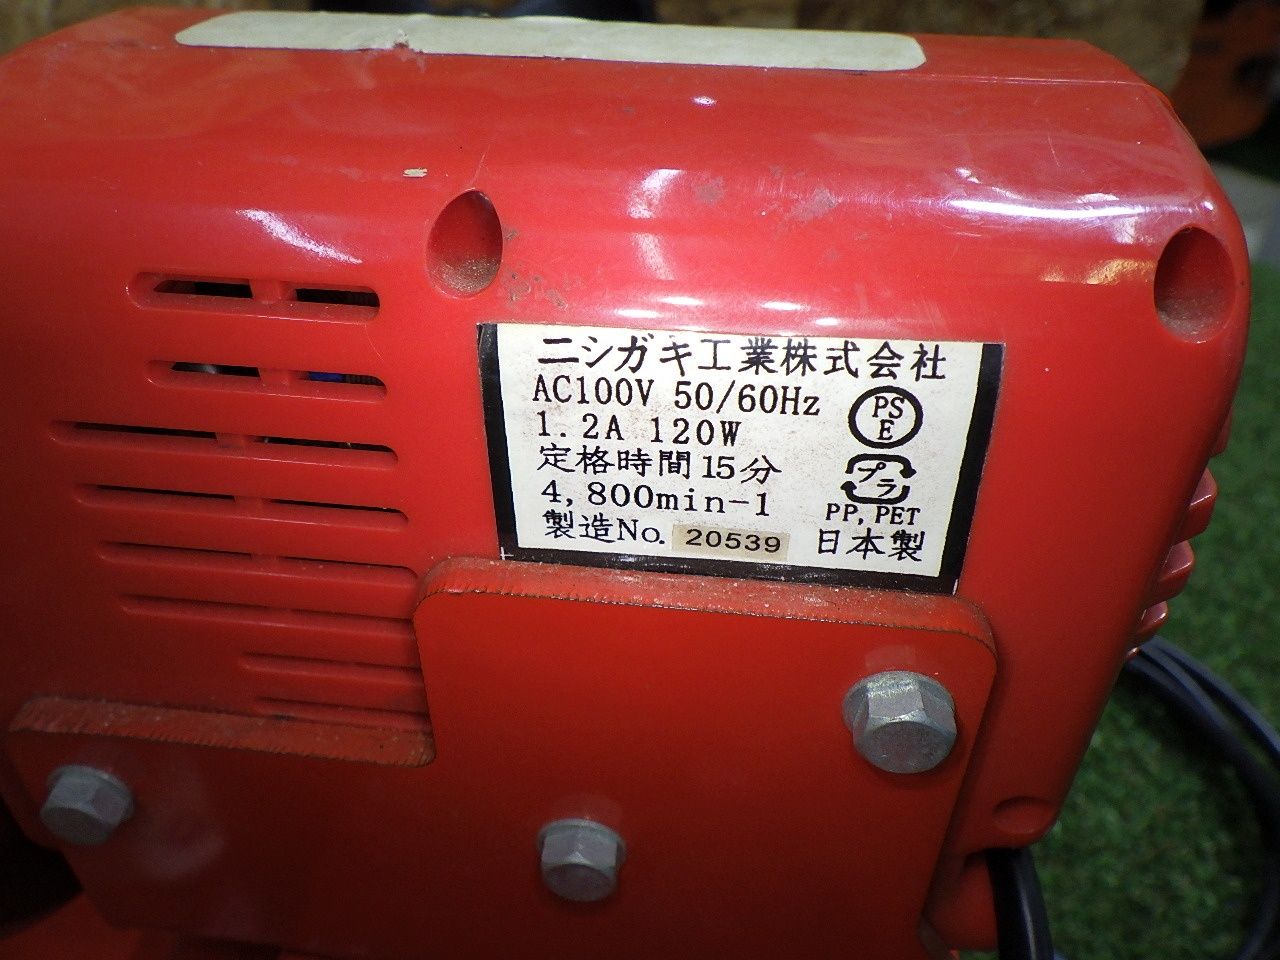 ニシガキ工業株式会社
AC100V 50/60Hz
PS
E
1.2A 120W
定格時間15分
プラ
4,800min-1
PP,PET
製造No. 20539 日本製